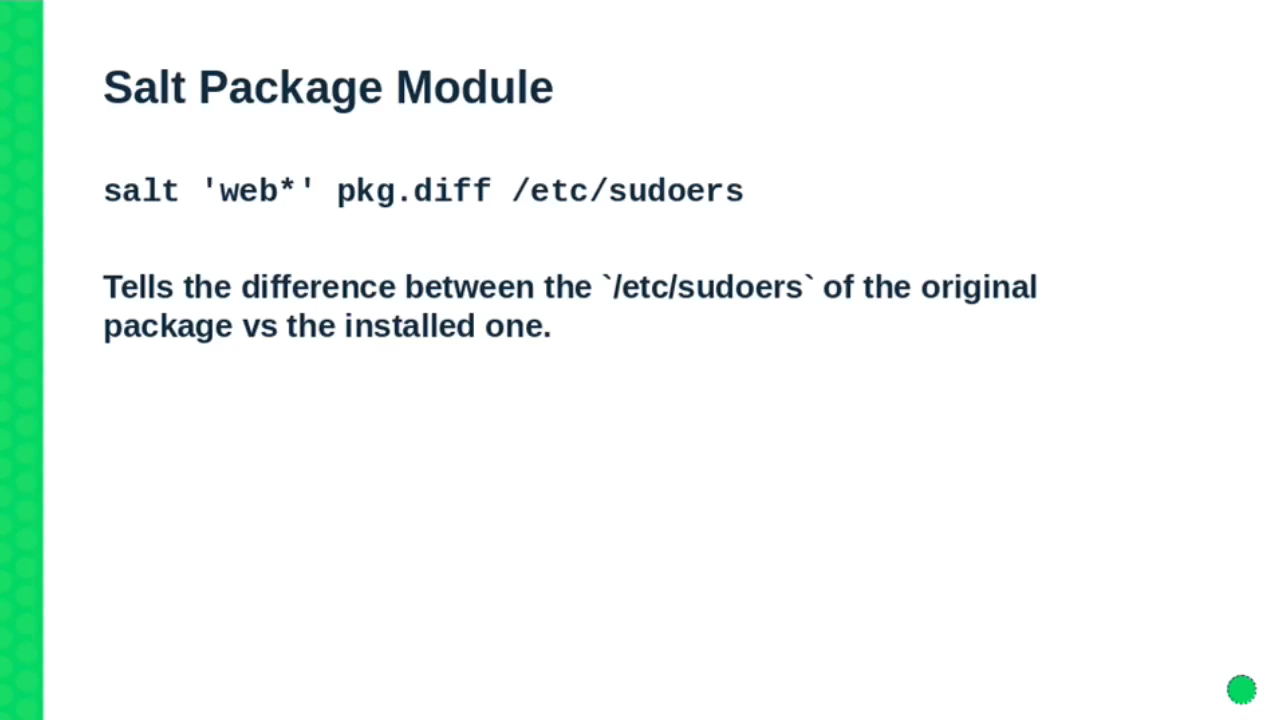 Salt Package Module
salt 'web*' pkg.diff /etc/sudoers
Tells the difference between the `/etc/sudoers` of the original
package vs the installed one.